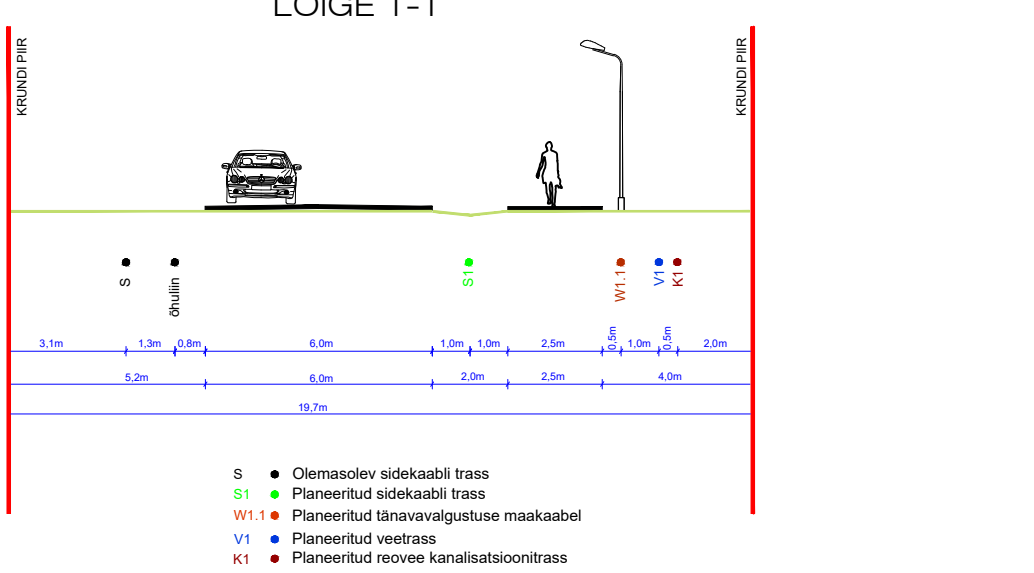 LÕIGE 1-1
KRUNDI PIIR
KRUNDI PIIR
S
õhuliin
S1
W1.1
V1
K1
3,1m 1,3m 0,8m 6,0m 1,0m 1,0m 2,5m 0,5m 1,0m 0,5m 2,0m
5,2m 6,0m 2,0m 2,5m 4,0m
19,7m
S Olemasolev sidekaabli trass
S1 Planeeritud sidekaabli trass
W1.1 Planeeritud tänavavalgustuse maakaabel
V1 Planeeritud veetrass
K1 Planeeritud reovee kanalisatsioonitrass